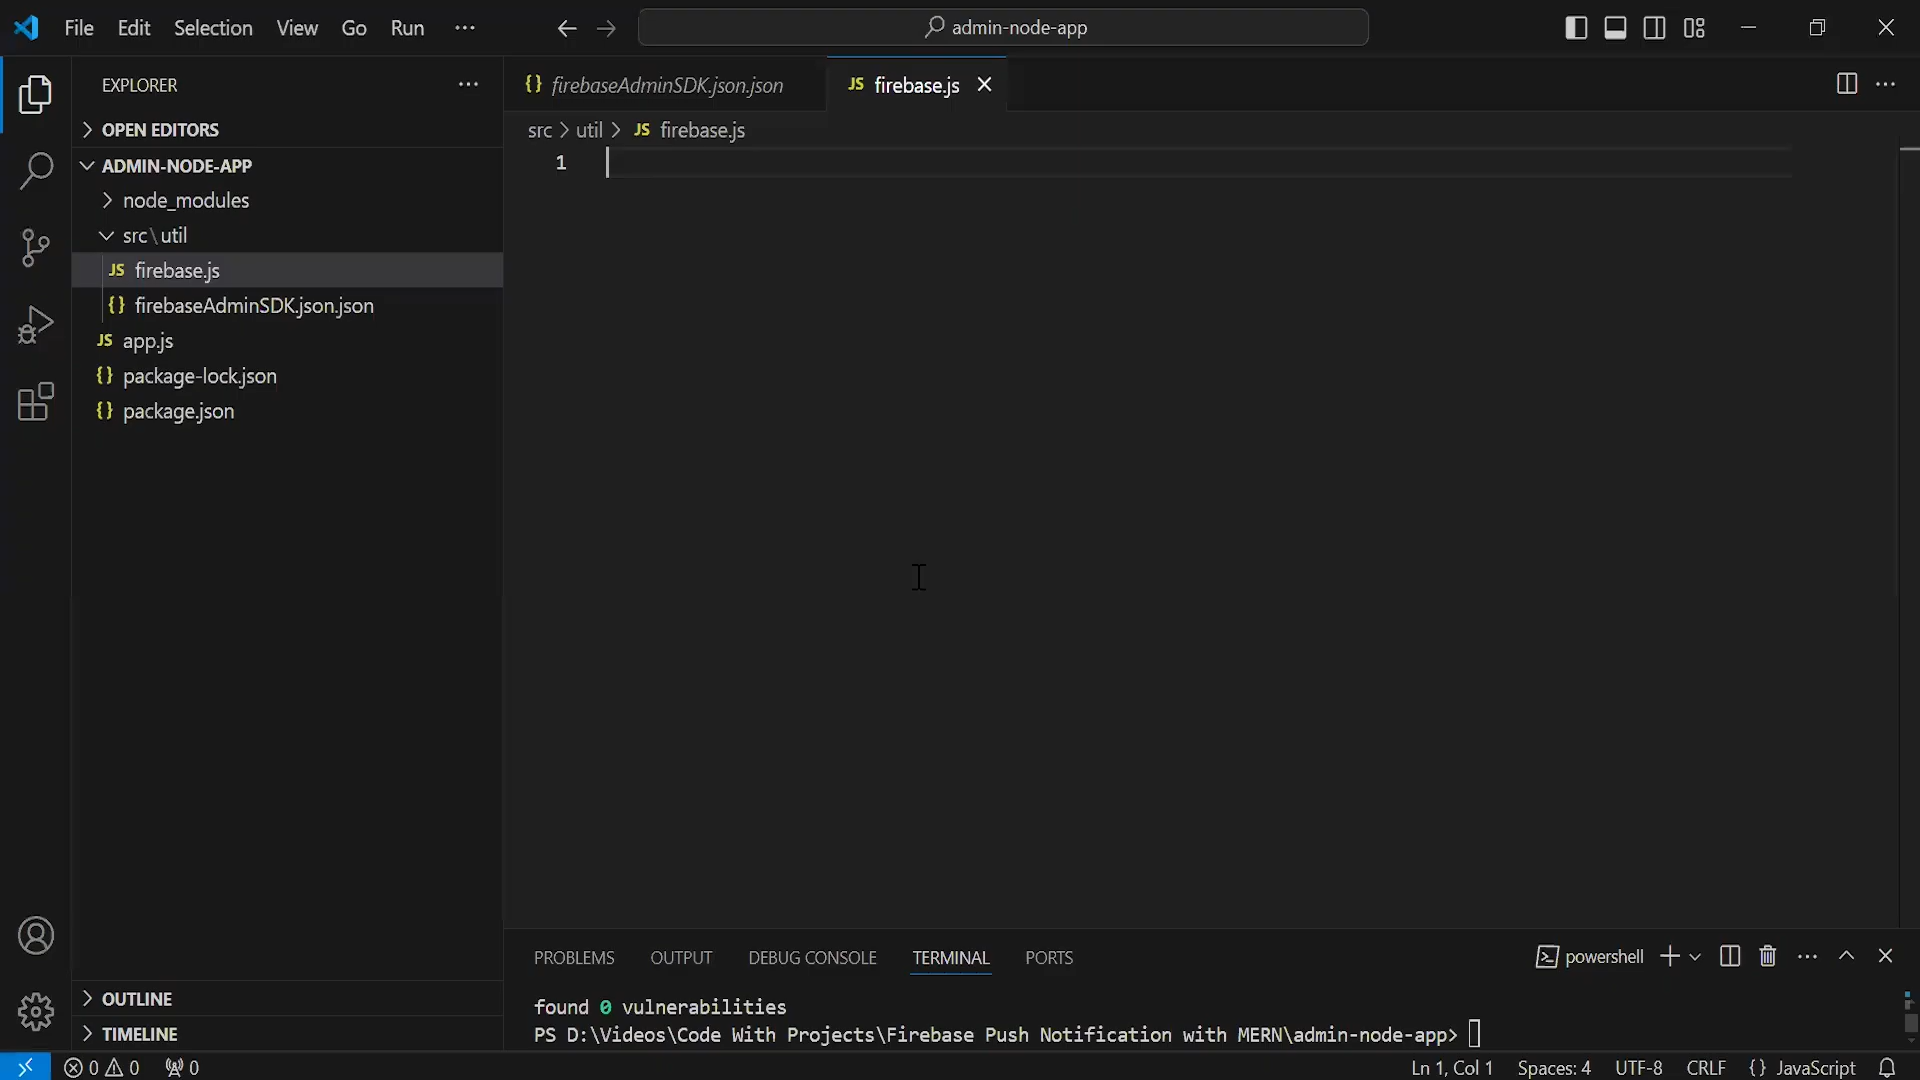 File Edit Selection View Go Run ···
admin-node-app
EXPLORER ···
OPEN EDITORS
ADMIN-NODE-APP
node_modules
src\util
JS firebase.js
{} firebaseAdminSDK.json.json
JS app.js
{} package-lock.json
{} package.json
OUTLINE
TIMELINE
{} firebaseAdminSDK.json.json
JS firebase.js
src > util > JS firebase.js
1
PROBLEMS OUTPUT DEBUG CONSOLE TERMINAL PORTS
powershell
found 0 vulnerabilities
PS D:\Videos\Code With Projects\Firebase Push Notification with MERN\admin-node-app>
0 0 0
Ln 1, Col 1 Spaces: 4 UTF-8 CRLF {} JavaScript